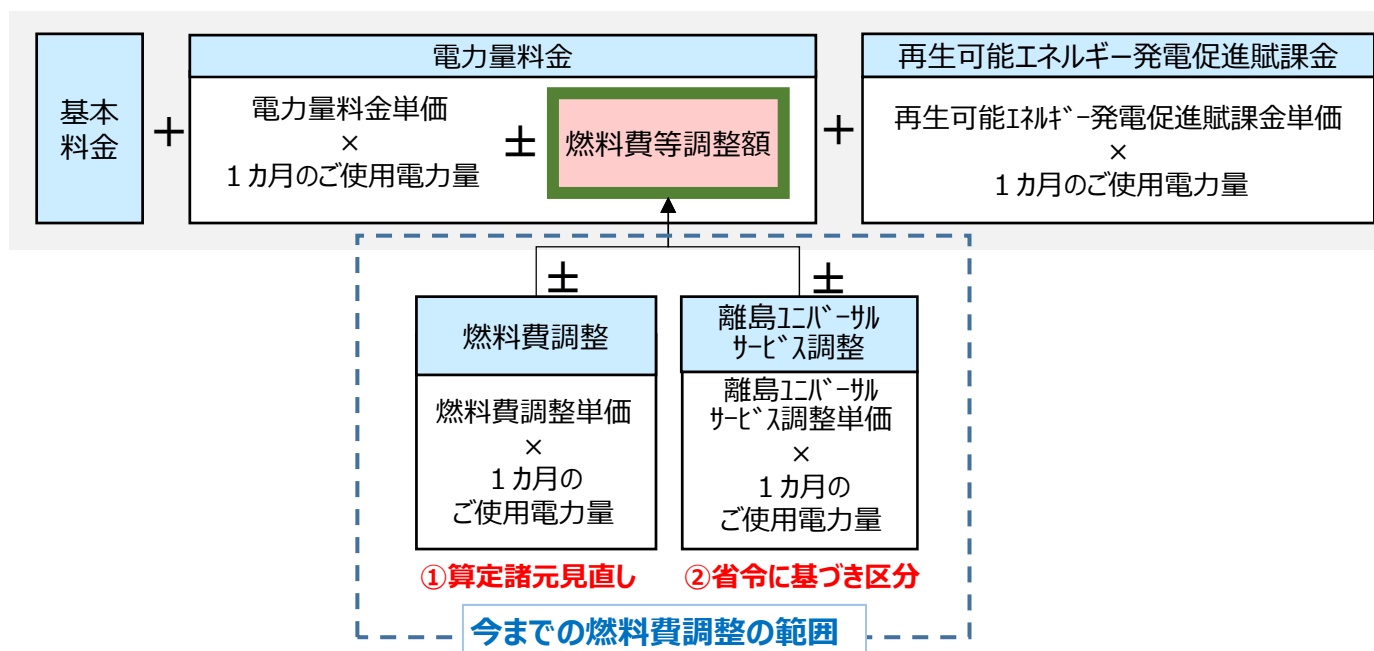 基本
料金
＋
電力量料金
電力量料金単価
×
１カ月のご使用電力量
±
燃料費等調整額
＋
再生可能エネルギー発電促進賦課金
再生可能ｴﾈﾙｷﾞｰ発電促進賦課金単価
×
１カ月のご使用電力量
±
燃料費調整
燃料費調整単価
×
１カ月の
ご使用電力量
①算定諸元見直し
±
離島ﾕﾆﾊﾞｰｻﾙ
ｻｰﾋﾞｽ調整
離島ﾕﾆﾊﾞｰｻﾙ
ｻｰﾋﾞｽ調整単価
×
１カ月の
ご使用電力量
②省令に基づき区分
今までの燃料費調整の範囲